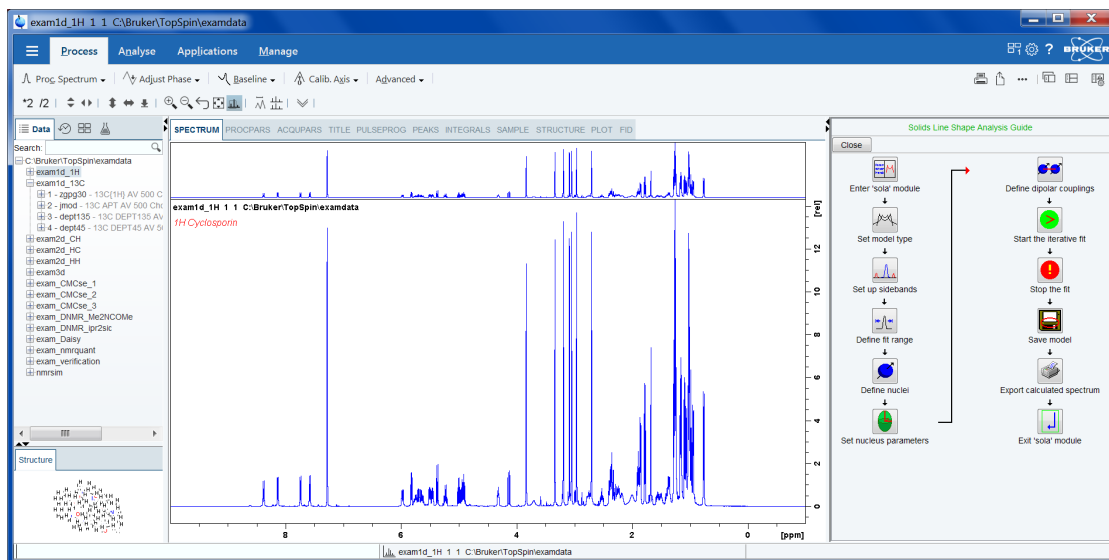 exam1d_1H 1 1 C:\Bruker\TopSpin\examdata
Process Analyse Applications Manage
?
BRUKER
Proc. Spectrum Adjust Phase Baseline Calib. Axis Advanced
*2 /2
Data
Search:
C:\Bruker\TopSpin\examdata
exam1d_1H
exam1d_13C
1 - zgpg30 - 13C{1H} AV 500 C
2 - jmod - 13C APT AV 500 Cho
3 - dept135 - 13C DEPT135 AV
4 - dept45 - 13C DEPT45 AV 5
exam2d_CH
exam2d_HC
exam2d_HH
exam3d
exam_CMCse_1
exam_CMCse_2
exam_CMCse_3
exam_DNMR_Me2NCOMe
exam_DNMR_ipr2sic
exam_Daisy
exam_nmrquant
exam_verification
nmrsim
Structure
SPECTRUM PROCPARS ACQUPARS TITLE PULSEPROG PEAKS INTEGRALS SAMPLE STRUCTURE PLOT FID
exam1d_1H 1 1 C:\Bruker\TopSpin\examdata
1H Cyclosporin
[rel]
12
10
8
6
4
2
0
8 6 4 2 0 [ppm]
Solids Line Shape Analysis Guide
Close
Enter 'sola' module
Set model type
Set up sidebands
Define fit range
Define nuclei
Set nucleus parameters
Define dipolar couplings
Start the iterative fit
Stop the fit
Save model
Export calculated spectrum
Exit 'sola' module
exam1d_1H 1 1 C:\Bruker\TopSpin\examdata